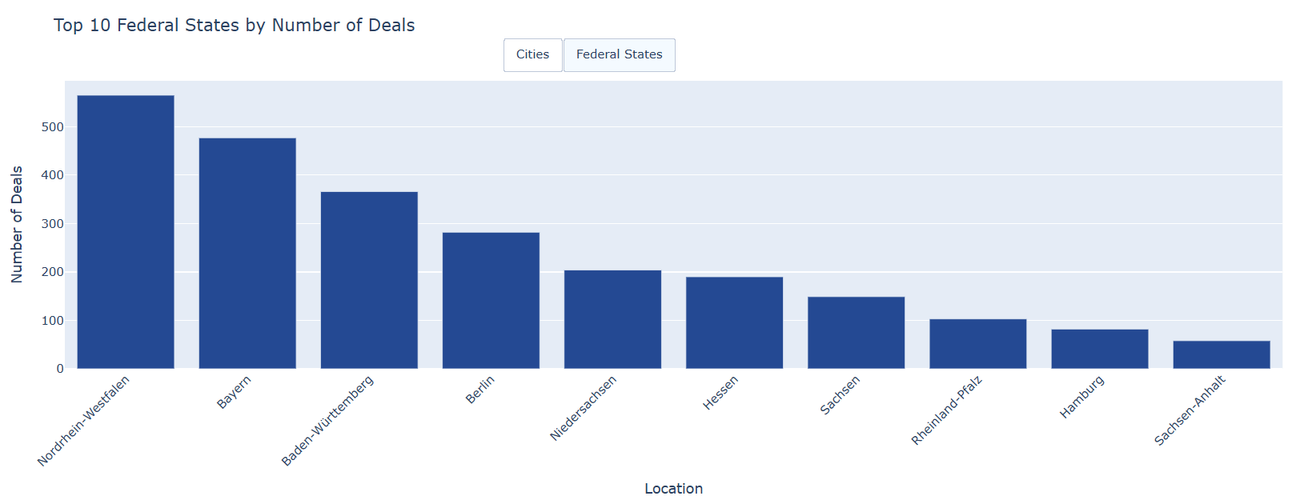 Top 10 Federal States by Number of Deals
Cities
Federal States
Number of Deals
500
400
300
200
100
0
Nordrhein-Westfalen
Bayern
Baden-Württemberg
Berlin
Niedersachsen
Hessen
Sachsen
Rheinland-Pfalz
Hamburg
Sachsen-Anhalt
Location